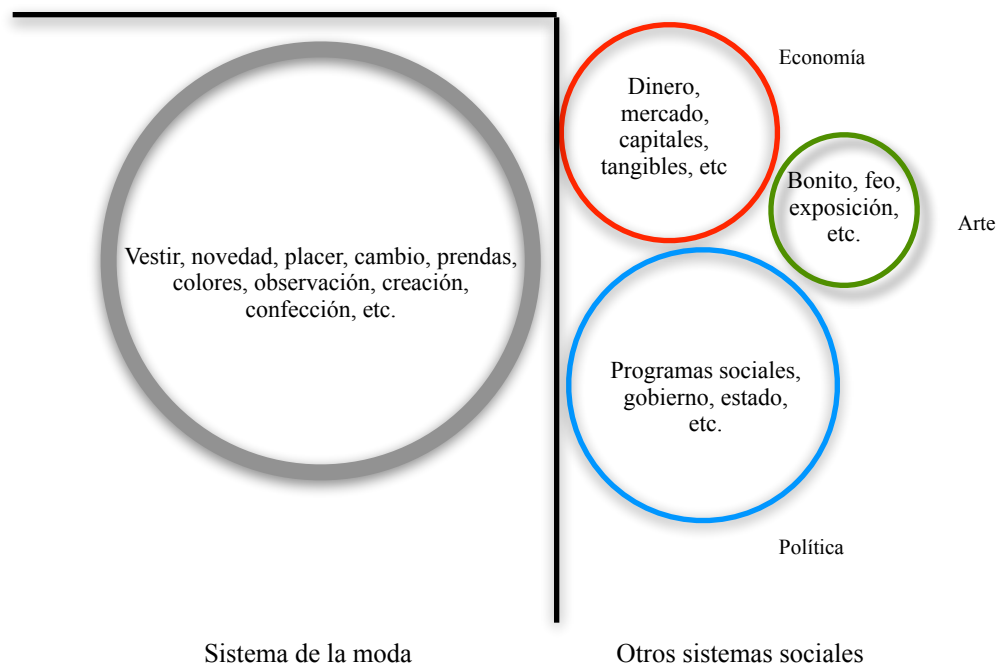 Vestir, novedad, placer, cambio, prendas,
colores, observación, creación,
confección, etc.
Dinero,
mercado,
capitales,
tangibles, etc
Economía
Bonito, feo,
exposición,
etc.
Arte
Programas sociales,
gobierno, estado,
etc.
Política
Sistema de la moda
Otros sistemas sociales